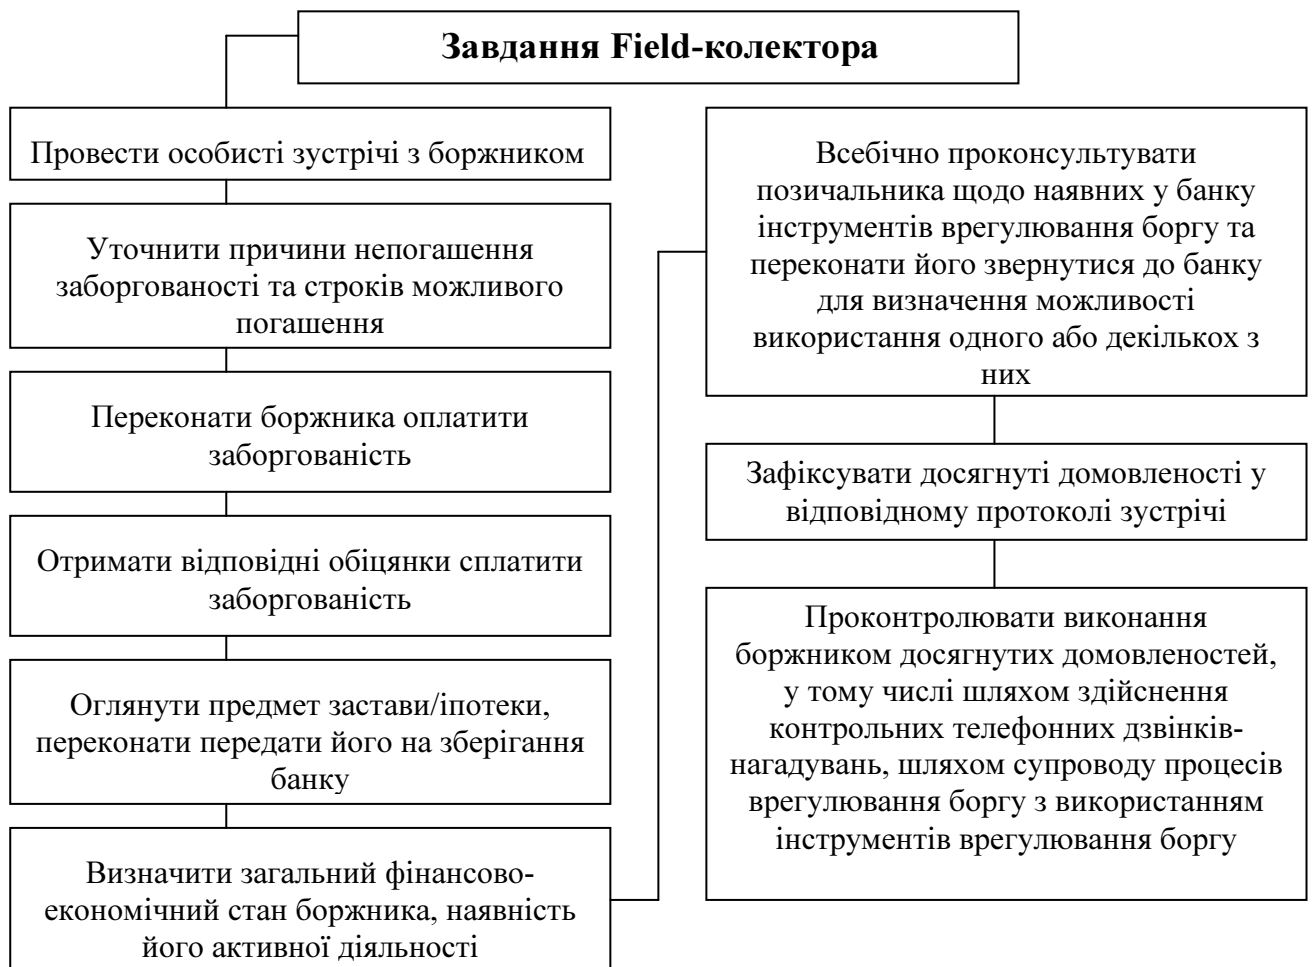 Завдання Field-колектора
Провести особисті зустрічі з боржником
Уточнити причини непогашення
заборгованості та строків можливого
погашення
Переконати боржника оплатити
заборгованість
Отримати відповідні обіцянки сплатити
заборгованість
Оглянути предмет застави/іпотеки,
переконати передати його на зберігання
банку
Визначити загальний фінансово-
економічний стан боржника, наявність
його активної діяльності
Всебічно проконсультувати
позичальника щодо наявних у банку
інструментів врегулювання боргу та
переконати його звернутися до банку
для визначення можливості
використання одного або декількох з
них
Зафіксувати досягнуті домовленості у
відповідному протоколі зустрічі
Проконтролювати виконання
боржником досягнутих домовленостей,
у тому числі шляхом здійснення
контрольних телефонних дзвінків-
нагадувань, шляхом супроводу процесів
врегулювання боргу з використанням
інструментів врегулювання боргу